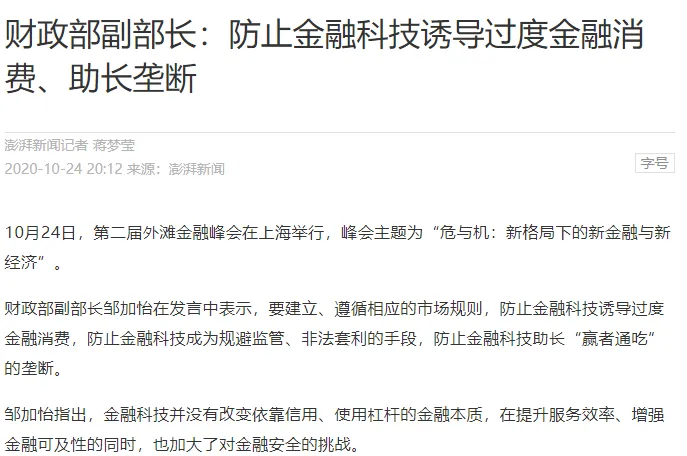 财政部副部长：防止金融科技诱导过度金融消
费、助长垄断
澎湃新闻记者 蒋梦莹
2020-10-24 20:12 来源：澎湃新闻
字号
10月24日，第二届外滩金融峰会在上海举行，峰会主题为“危与机：新格局下的新金融与新
经济”。
财政部副部长邹加怡在发言中表示，要建立、遵循相应的市场规则，防止金融科技诱导过度
金融消费，防止金融科技成为规避监管、非法套利的手段，防止金融科技助长“赢者通吃”
的垄断。
邹加怡指出，金融科技并没有改变依靠信用、使用杠杆的金融本质，在提升服务效率、增强
金融可及性的同时，也加大了对金融安全的挑战。